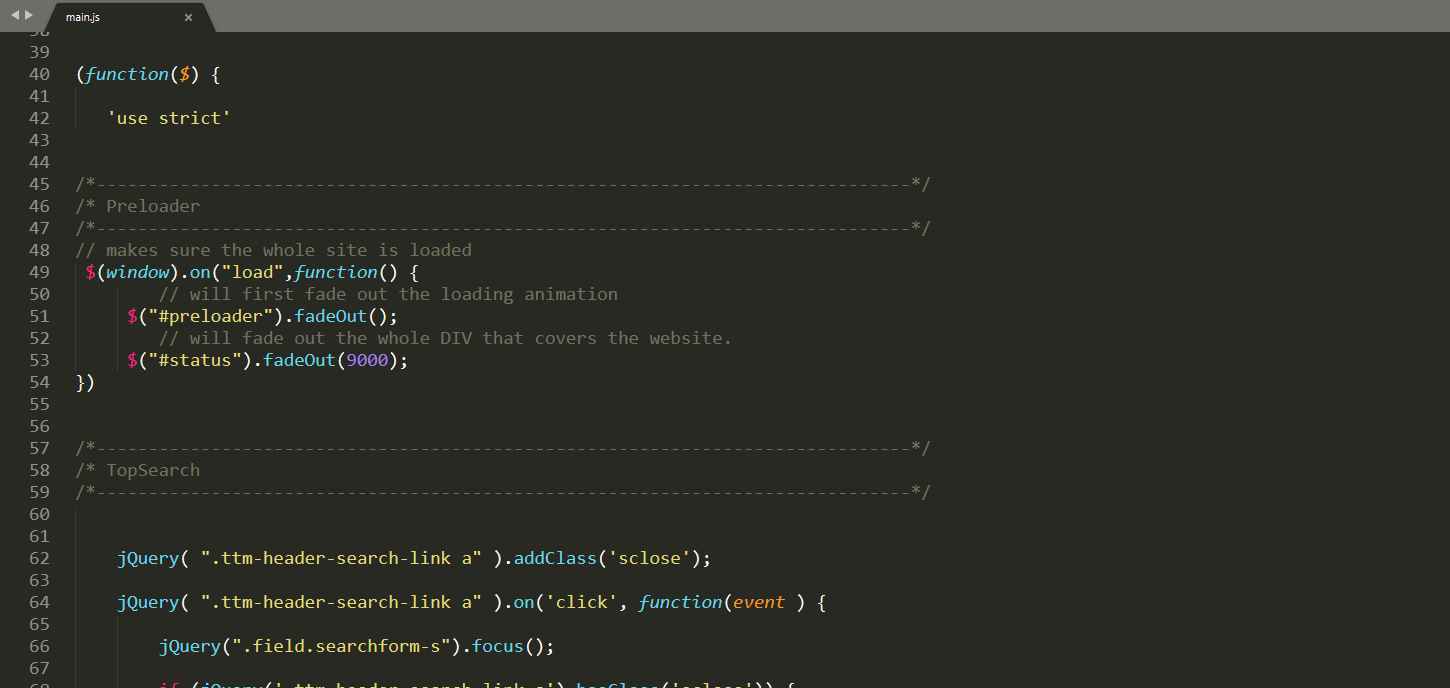 main.js ×
39
40 (function($) {
41
42 'use strict'
43
44
45 /*------------------------------------------------------------------------------*/
46 /* Preloader
47 /*------------------------------------------------------------------------------*/
48 // makes sure the whole site is loaded
49 $(window).on("load",function() {
50 // will first fade out the loading animation
51 $("#preloader").fadeOut();
52 // will fade out the whole DIV that covers the website.
53 $("#status").fadeOut(9000);
54 })
55
56
57 /*------------------------------------------------------------------------------*/
58 /* TopSearch
59 /*------------------------------------------------------------------------------*/
60
61
62 jQuery( ".ttm-header-search-link a" ).addClass('sclose');
63
64 jQuery( ".ttm-header-search-link a" ).on('click', function(event ) {
65
66 jQuery(".field.searchform-s").focus();
67